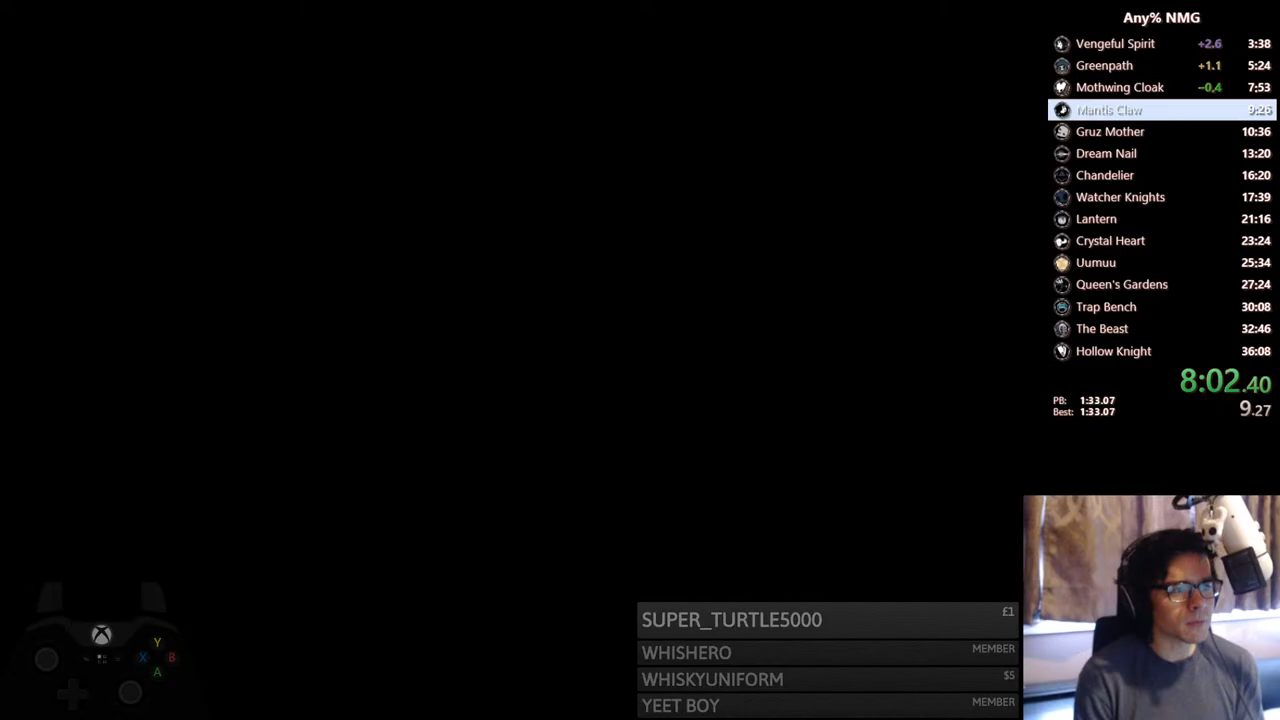 Any% NMG
Vengeful Spirit +2.6 3:38
Greenpath +1.1 5:24
Mothwing Cloak −0.4 7:53
Mantis Claw 9:26
Gruz Mother 10:36
Dream Nail 13:20
Chandelier 16:20
Watcher Knights 17:39
Lantern 21:16
Crystal Heart 23:24
Uumuu 25:34
Queen's Gardens 27:24
Trap Bench 30:08
The Beast 32:46
Hollow Knight 36:08
8:02.40
PB: 1:33.07
Best: 1:33.07
9.27
SUPER_TURTLE5000 £1
WHISHERO MEMBER
WHISKYUNIFORM $5
YEET BOY MEMBER
Y
X B
A